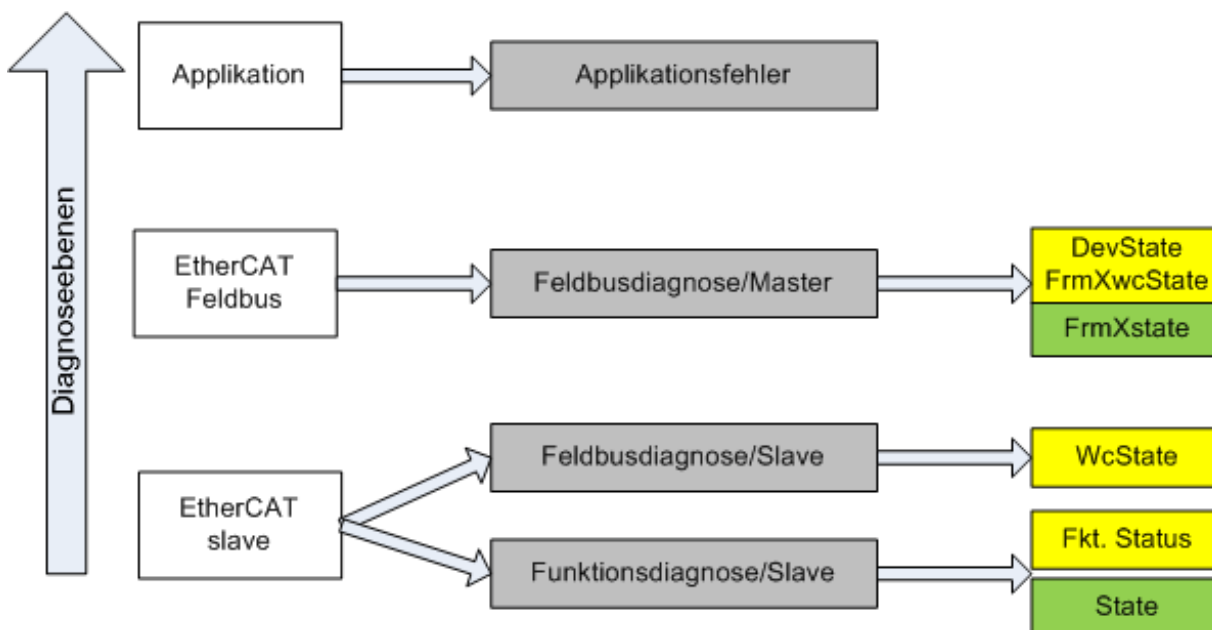 Diagnoseebenen
Applikation
Applikationsfehler
EtherCAT
Feldbus
Feldbusdiagnose/Master
DevState
FrmXwcState
FrmXstate
EtherCAT
slave
Feldbusdiagnose/Slave
WcState
Funktionsdiagnose/Slave
Fkt. Status
State